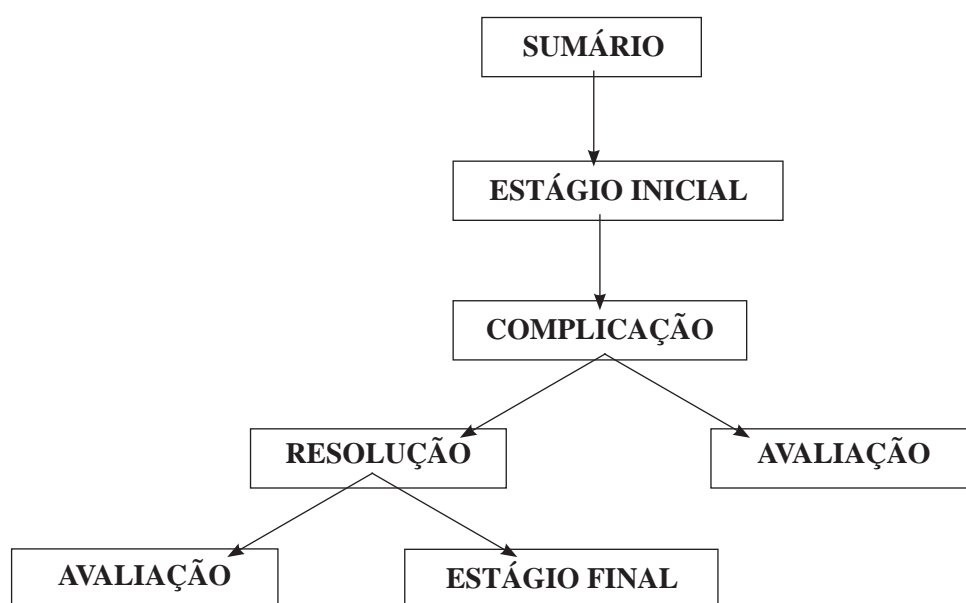 SUMÁRIO
ESTÁGIO INICIAL
COMPLICAÇÃO
RESOLUÇÃO
AVALIAÇÃO
AVALIAÇÃO
ESTÁGIO FINAL